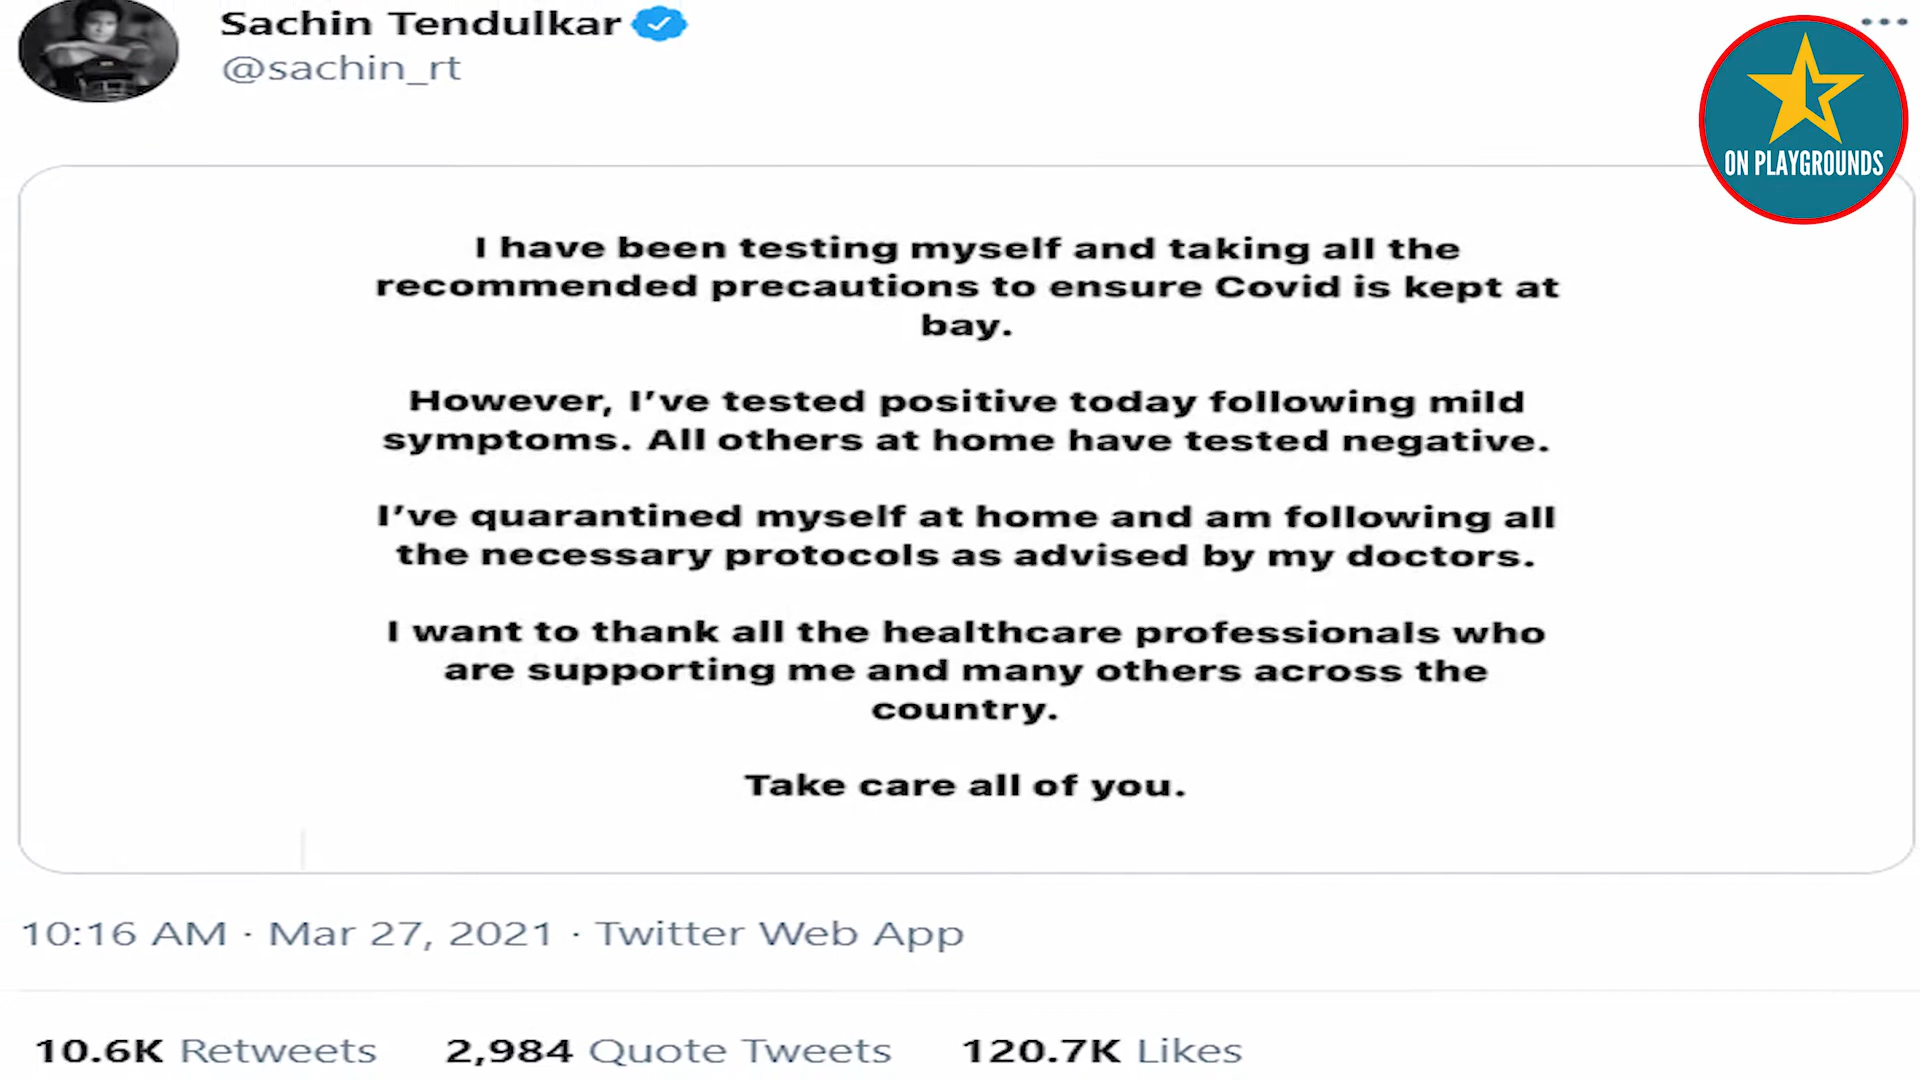 Sachin Tendulkar
@sachin_rt
ON PLAYGROUNDS
I have been testing myself and taking all the
recommended precautions to ensure Covid is kept at
bay.
However, I've tested positive today following mild
symptoms. All others at home have tested negative.
I've quarantined myself at home and am following all
the necessary protocols as advised by my doctors.
I want to thank all the healthcare professionals who
are supporting me and many others across the
country.
Take care all of you.
10:16 AM · Mar 27, 2021 · Twitter Web App
10.6K Retweets 2,984 Quote Tweets 120.7K Likes